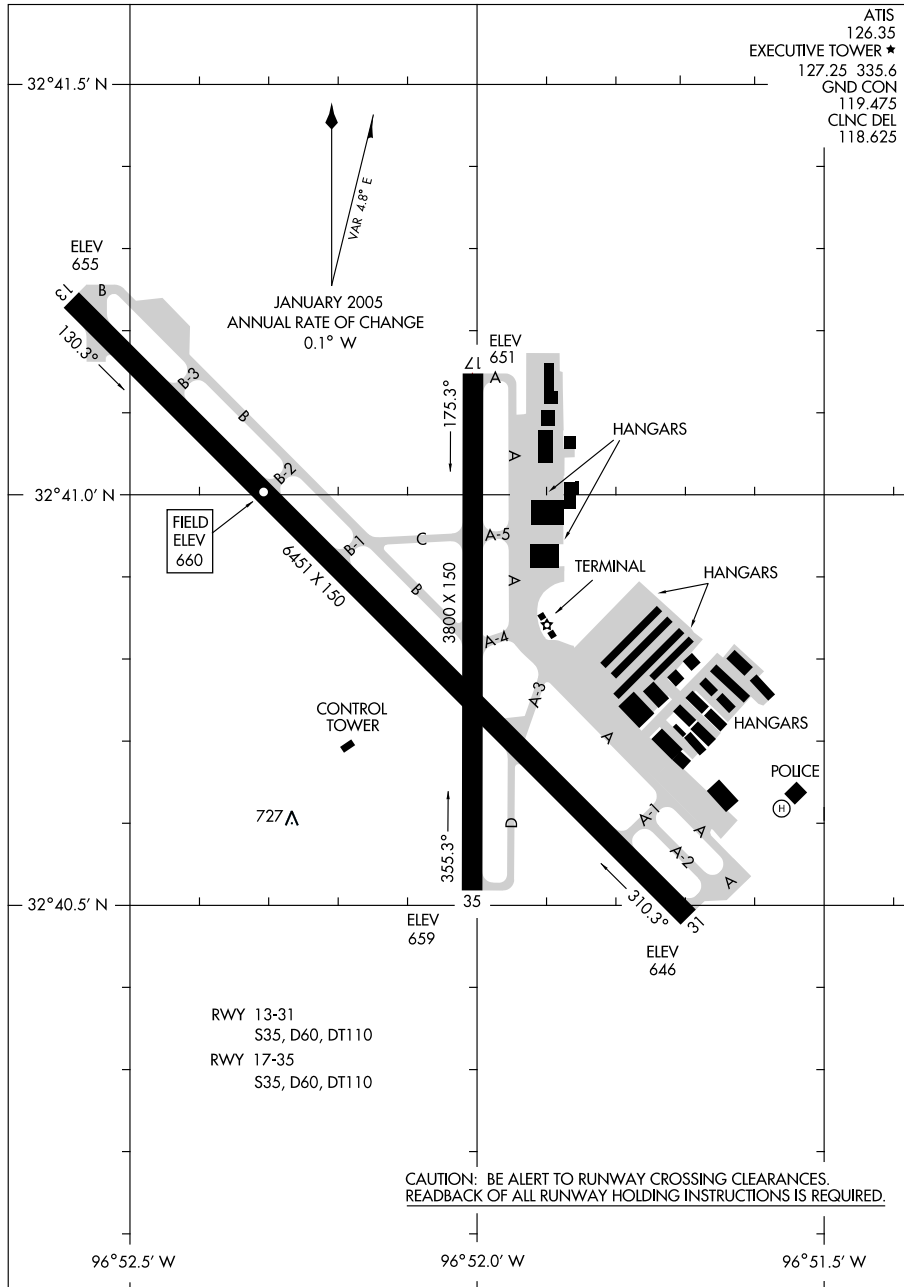 ATIS
126.35
EXECUTIVE TOWER ★
127.25 335.6
GND CON
119.475
CLNC DEL
118.625
32°41.5' N
VAR 4.8° E
JANUARY 2005
ANNUAL RATE OF CHANGE
0.1° W
ELEV
655
13
B
130.3°
B-3
B
B-2
ELEV
651
17
A
175.3°
A
HANGARS
32°41.0' N
FIELD
ELEV
660
6451 X 150
B-1
C
A-5
B
3800 X 150
A
TERMINAL
HANGARS
A-4
A-3
CONTROL
TOWER
A
HANGARS
POLICE
H
727
D
A-1
A
A-2
A
355.3°
310.3°
32°40.5' N
35
31
ELEV
659
ELEV
646
RWY 13-31
S35, D60, DT110
RWY 17-35
S35, D60, DT110
CAUTION: BE ALERT TO RUNWAY CROSSING CLEARANCES.
READBACK OF ALL RUNWAY HOLDING INSTRUCTIONS IS REQUIRED.
96°52.5' W
96°52.0' W
96°51.5' W